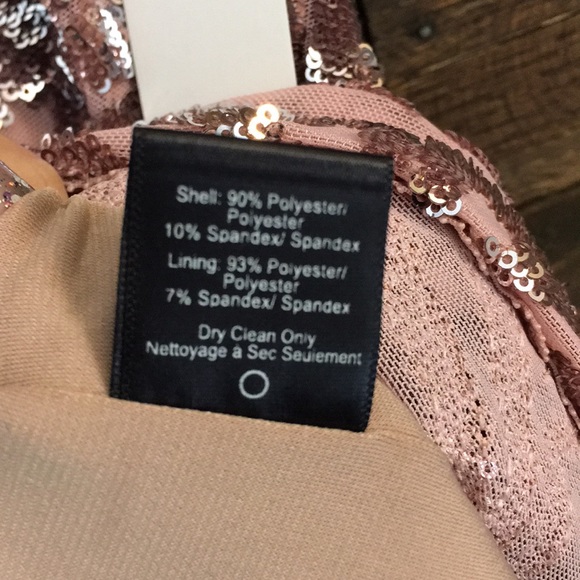 Shell: 90% Polyester/
Polyester
10% Spandex/ Spandex
Lining: 93% Polyester/
Polyester
7% Spandex/ Spandex
Dry Clean Only
Nettoyage à Sec Seulement